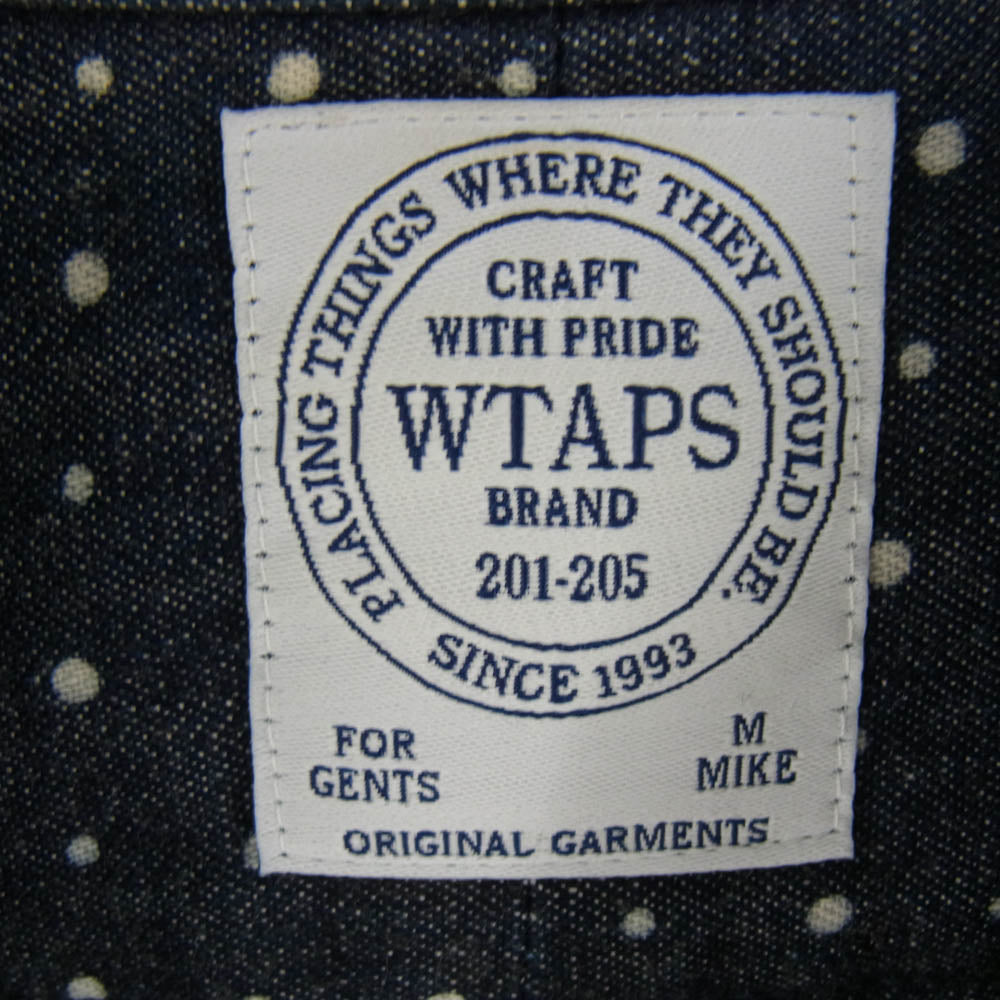 PLACING THINGS WHERE THEY SHOULD BE.
CRAFT
WITH PRIDE
WTAPS
BRAND
201-205
SINCE 1993
FOR
GENTS
M
MIKE
ORIGINAL GARMENTS